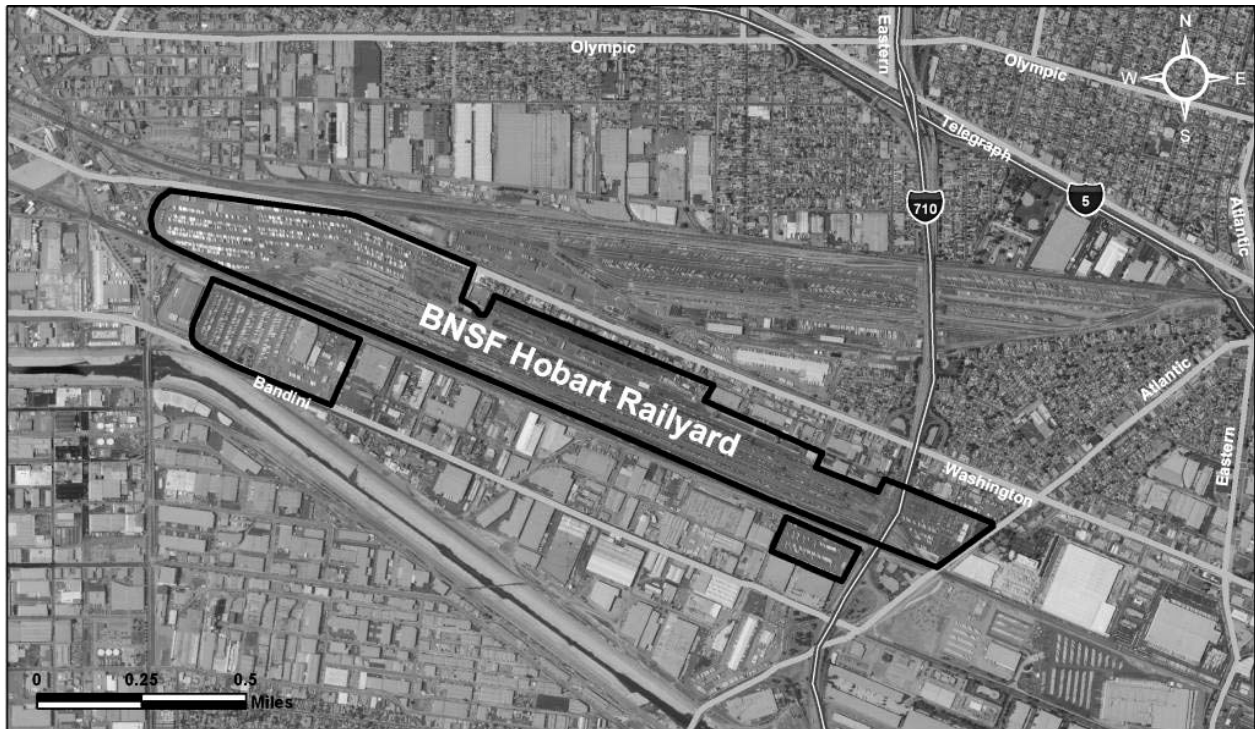 N
W E
S
Olympic
Eastern
Olympic
Telegraph
5
710
Atlantic
BNSF Hobart Railyard
Bandini
Atlantic
Washington
Eastern
0 0.25 0.5
Miles